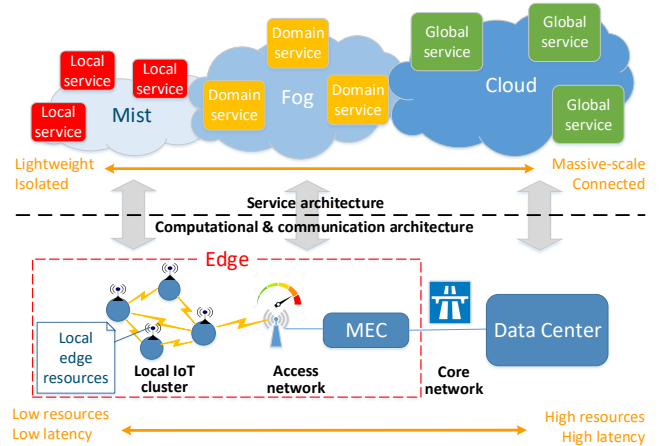 Local
service
Local
service
Local
service
Mist
Domain
service
Domain
service
Domain
service
Fog
Global
service
Global
service
Global
service
Cloud
Lightweight
Isolated
Massive-scale
Connected
Service architecture
Computational & communication architecture
Edge
Local
edge
resources
Local IoT
cluster
Access
network
MEC
Core
network
Data Center
Low resources
Low latency
High resources
High latency